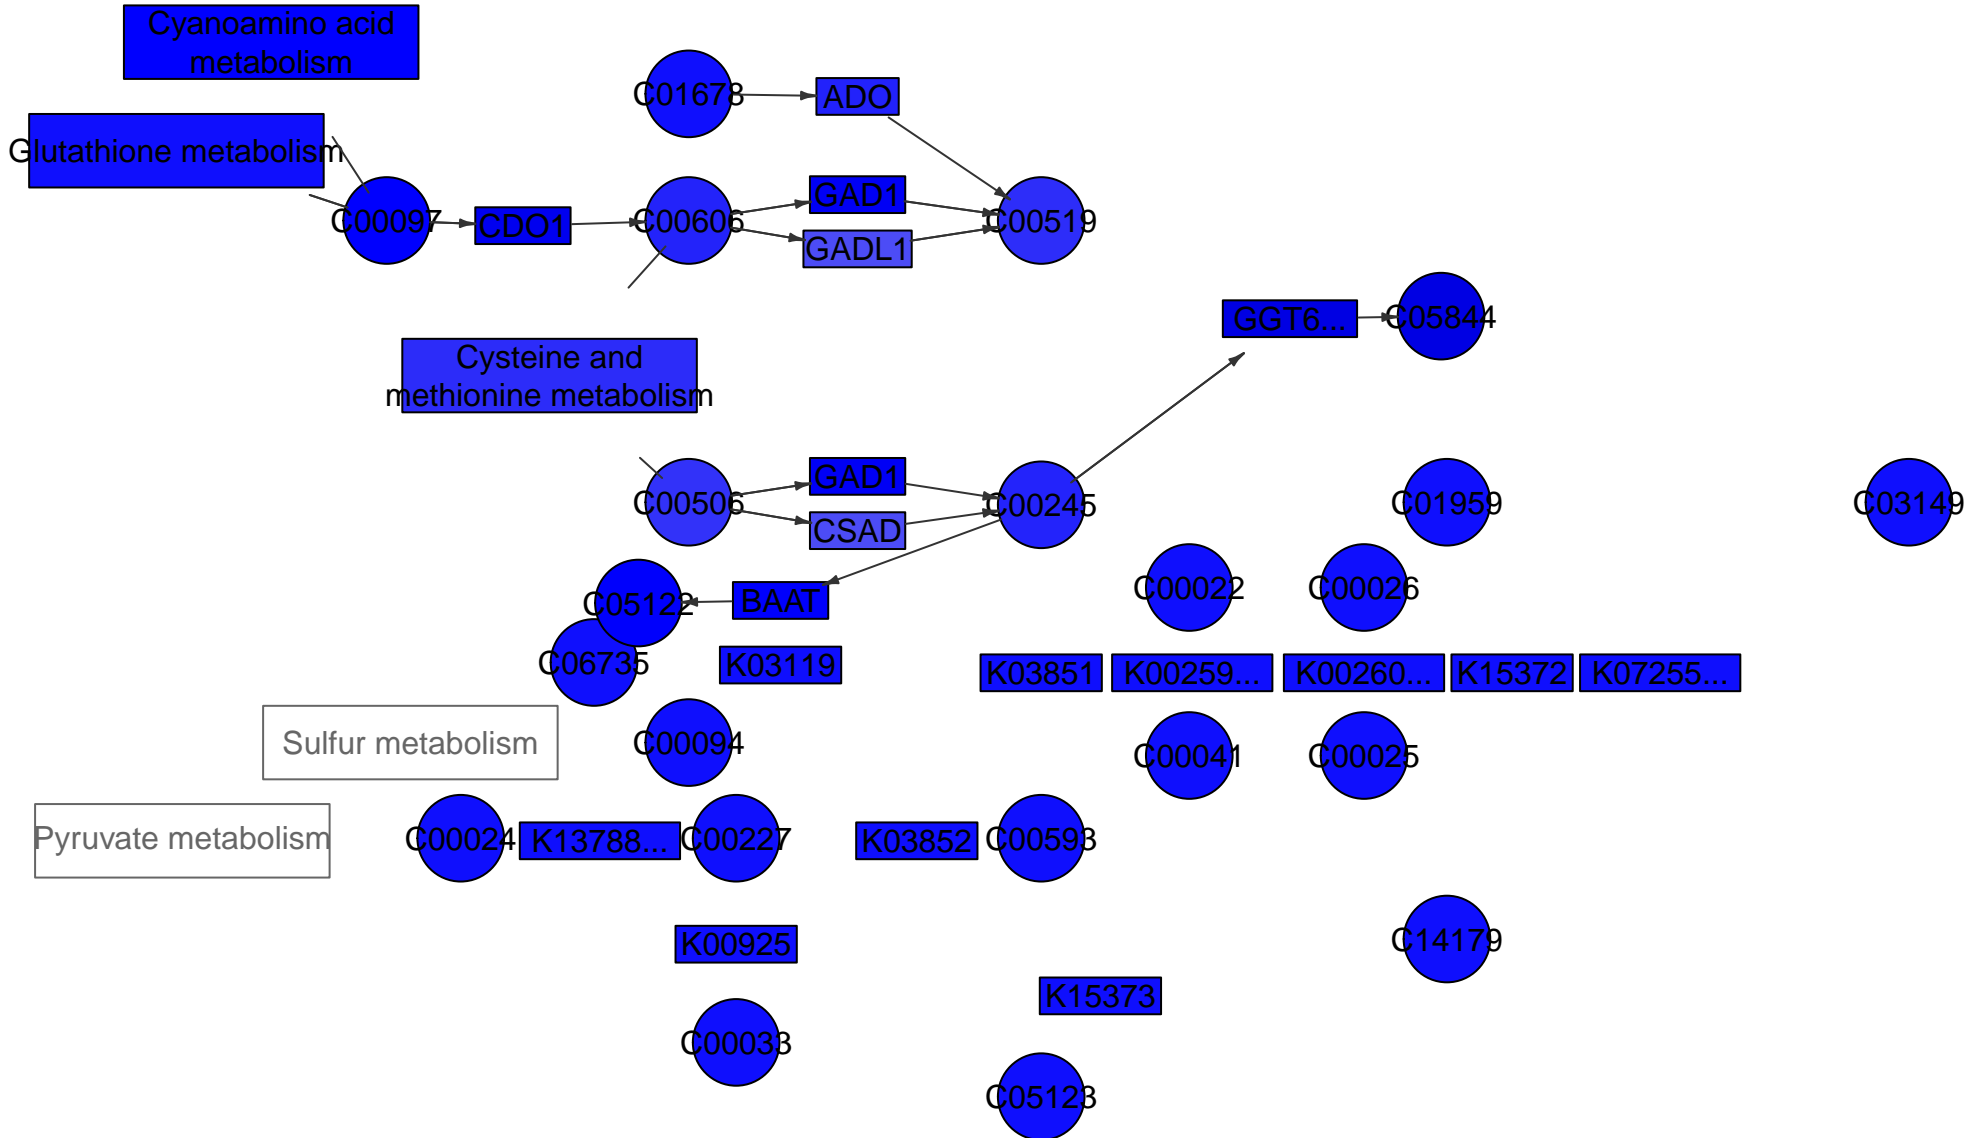 Cyanoamino acid
metabolism
C01678
ADO
Glutathione metabolism
C00097
CDO1
C00606
GAD1
GADL1
C00519
GGT6...
C05844
Cysteine and
methionine metabolism
C00506
GAD1
CSAD
C00245
C01959
C03149
C05122
BAAT
C00022
C00026
C06735
K03119
K03851
K00259...
K00260...
K15372
K07255...
Sulfur metabolism
C00094
C00041
C00025
Pyruvate metabolism
C00024
K13788...
C00227
K03852
C00593
K00925
C14179
K15373
C00033
C05123